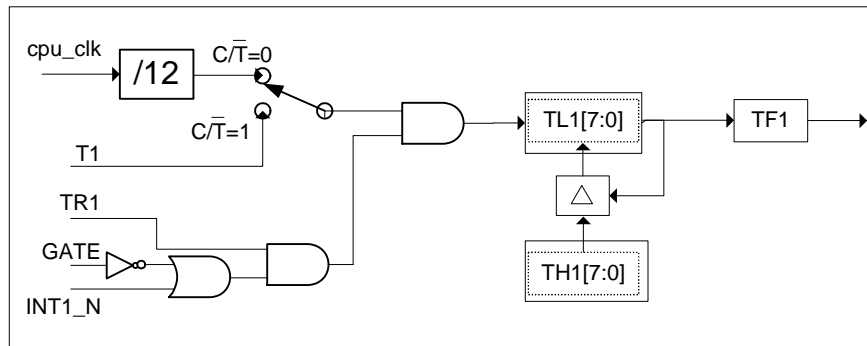 cpu_clk
/12
C/T̅=0
C/T̅=1
T1
TR1
GATE
INT1_N
TL1[7:0]
TF1
△
TH1[7:0]